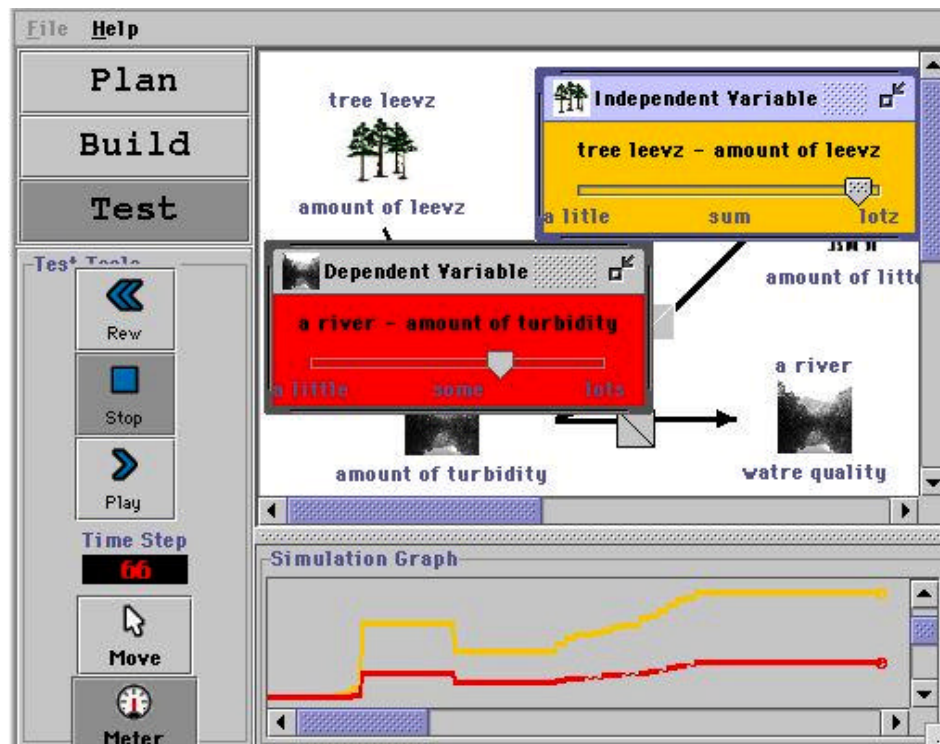 File Help
Plan
Build
Test
Test Tools
Rew
Stop
Play
Time Step
66
Move
Meter
tree leevz
amount of leevz
Independent Variable
tree leevz - amount of leevz
a litle sum lotz
amount of litte
Dependent Variable
a river - amount of turbidity
a little some lots
a river
amount of turbidity
watre quality
Simulation Graph